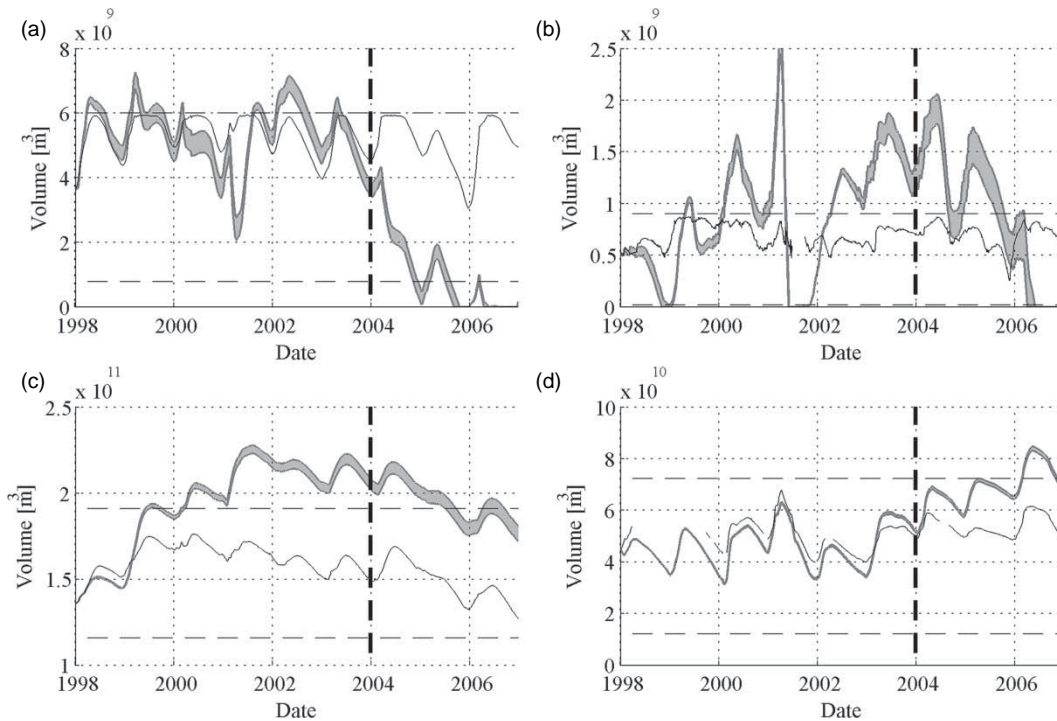 (a)
x 10^9
8
6
4
2
0
Volume [m^3]
1998 2000 2002 2004 2006
Date
(b)
x 10^9
2.5
2
1.5
1
0.5
0
Volume [m^3]
1998 2000 2002 2004 2006
Date
(c)
x 10^11
2.5
2
1.5
1
Volume [m^3]
1998 2000 2002 2004 2006
Date
(d)
x 10^10
10
8
6
4
2
0
Volume [m^3]
1998 2000 2002 2004 2006
Date